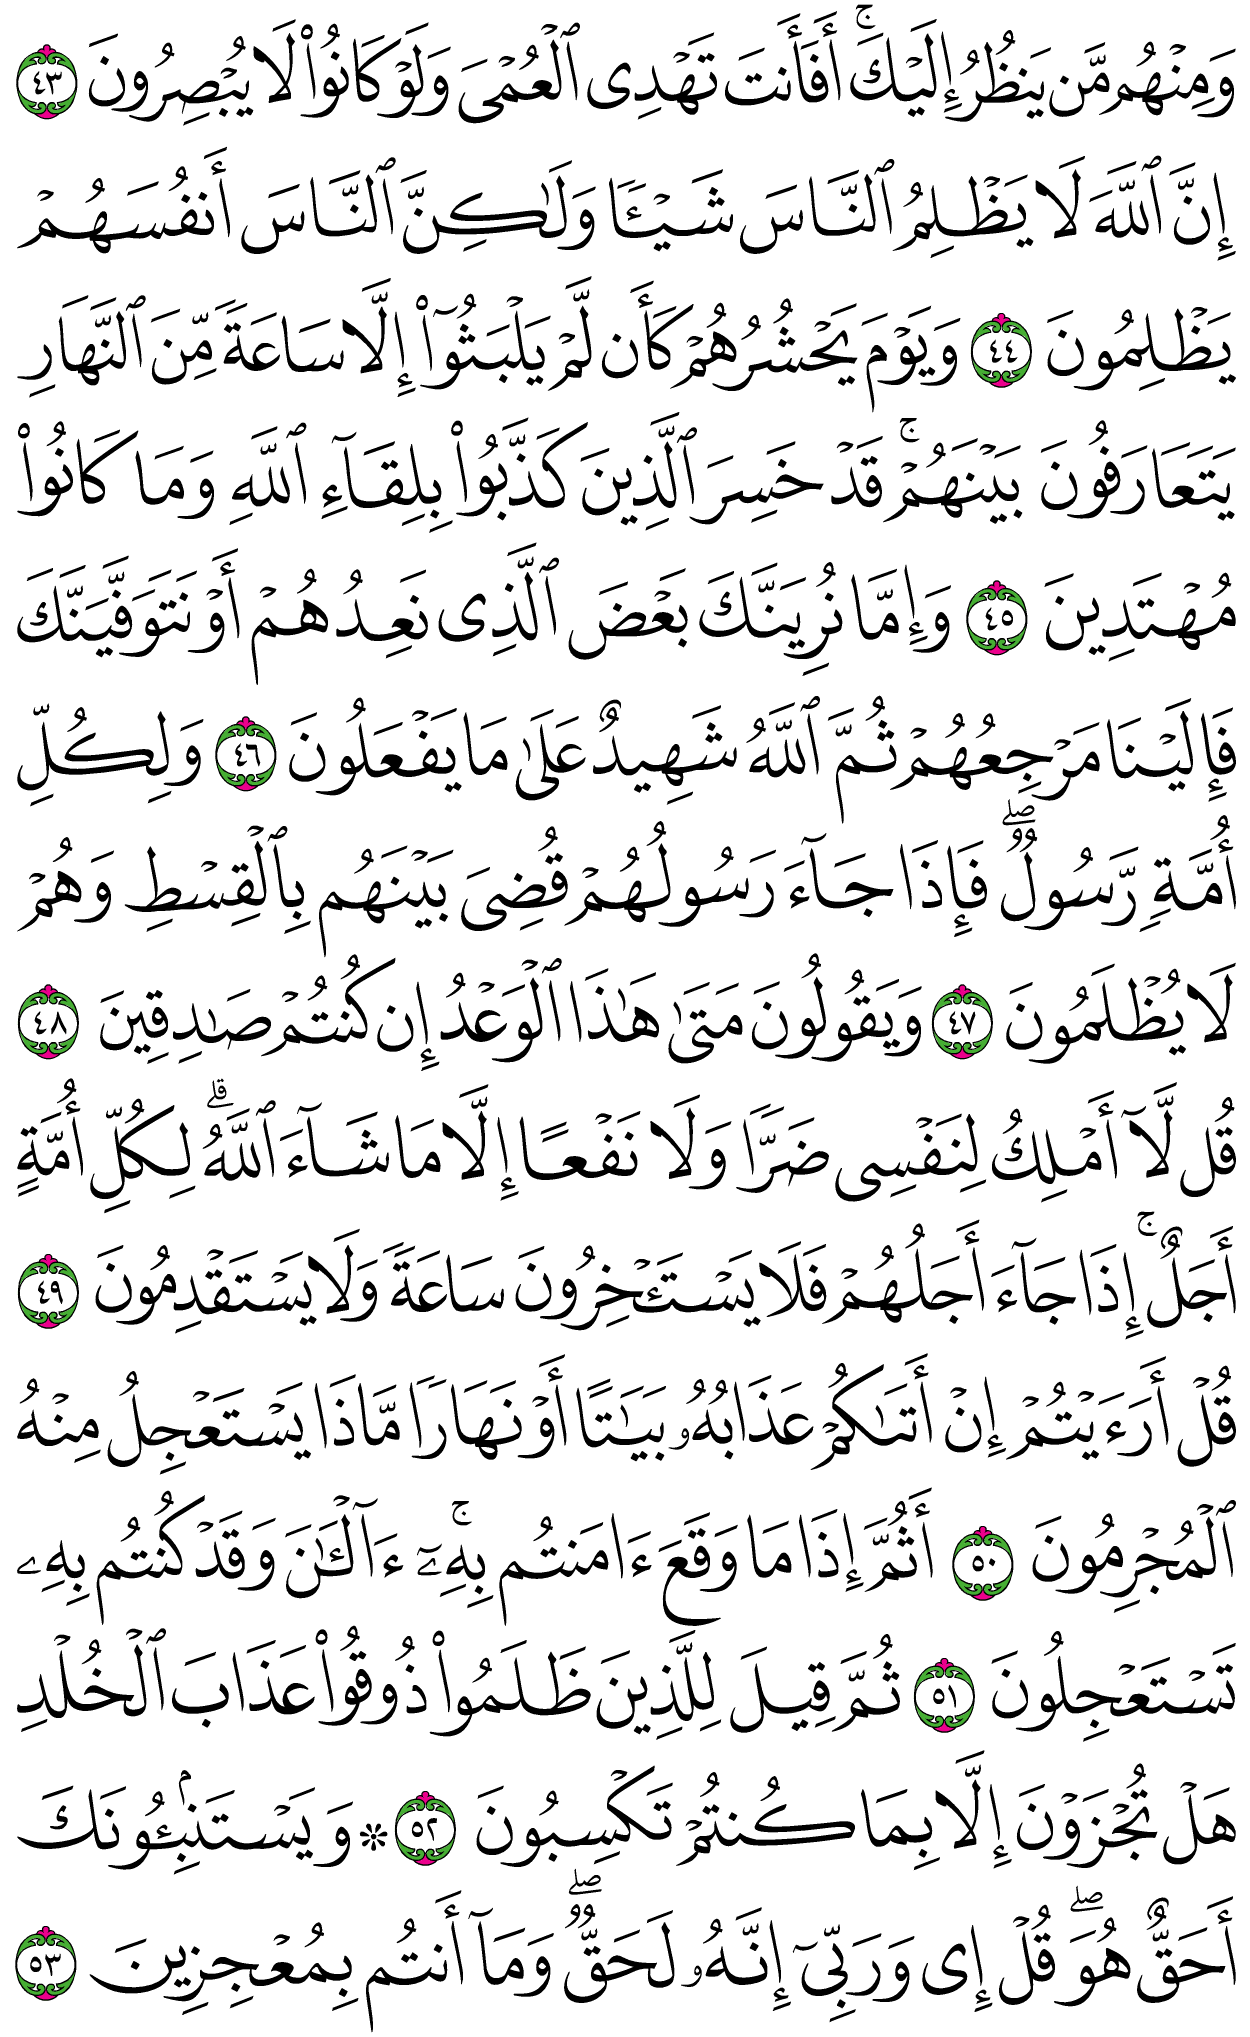 وَمِنْهُم مَّن يَنظُرُ إِلَيْكَ ۚ أَفَأَنتَ تَهْدِى ٱلْعُمْىَ وَلَوْ كَانُوا۟ لَا يُبْصِرُونَ ٤٣
إِنَّ ٱللَّهَ لَا يَظْلِمُ ٱلنَّاسَ شَيْـًٔا وَلَـٰكِنَّ ٱلنَّاسَ أَنفُسَهُمْ
يَظْلِمُونَ ٤٤ وَيَوْمَ يَحْشُرُهُمْ كَأَن لَّمْ يَلْبَثُوٓا۟ إِلَّا سَاعَةً مِّنَ ٱلنَّهَارِ
يَتَعَارَفُونَ بَيْنَهُمْ ۚ قَدْ خَسِرَ ٱلَّذِينَ كَذَّبُوا۟ بِلِقَآءِ ٱللَّهِ وَمَا كَانُوا۟
مُهْتَدِينَ ٤٥ وَإِمَّا نُرِيَنَّكَ بَعْضَ ٱلَّذِى نَعِدُهُمْ أَوْ نَتَوَفَّيَنَّكَ
فَإِلَيْنَا مَرْجِعُهُمْ ثُمَّ ٱللَّهُ شَهِيدٌ عَلَىٰ مَا يَفْعَلُونَ ٤٦ وَلِكُلِّ
أُمَّةٍ رَّسُولٌ ۖ فَإِذَا جَآءَ رَسُولُهُمْ قُضِىَ بَيْنَهُم بِٱلْقِسْطِ وَهُمْ
لَا يُظْلَمُونَ ٤٧ وَيَقُولُونَ مَتَىٰ هَـٰذَا ٱلْوَعْدُ إِن كُنتُمْ صَـٰدِقِينَ ٤٨
قُل لَّآ أَمْلِكُ لِنَفْسِى ضَرًّا وَلَا نَفْعًا إِلَّا مَا شَآءَ ٱللَّهُ ۗ لِكُلِّ أُمَّةٍ
أَجَلٌ ۚ إِذَا جَآءَ أَجَلُهُمْ فَلَا يَسْتَـْٔخِرُونَ سَاعَةً وَلَا يَسْتَقْدِمُونَ ٤٩
قُلْ أَرَءَيْتُمْ إِنْ أَتَىٰكُمْ عَذَابُهُۥ بَيَـٰتًا أَوْ نَهَارًا مَّاذَا يَسْتَعْجِلُ مِنْهُ
ٱلْمُجْرِمُونَ ٥٠ أَثُمَّ إِذَا مَا وَقَعَ ءَامَنتُم بِهِۦٓ ۚ ءَآلْـَٔـٰنَ وَقَدْ كُنتُم بِهِۦ
تَسْتَعْجِلُونَ ٥١ ثُمَّ قِيلَ لِلَّذِينَ ظَلَمُوا۟ ذُوقُوا۟ عَذَابَ ٱلْخُلْدِ
هَلْ تُجْزَوْنَ إِلَّا بِمَا كُنتُمْ تَكْسِبُونَ ٥٢ ۞ وَيَسْتَنۢبِـُٔونَكَ
أَحَقٌّ هُوَ ۖ قُلْ إِى وَرَبِّىٓ إِنَّهُۥ لَحَقٌّ ۖ وَمَآ أَنتُم بِمُعْجِزِينَ ٥٣